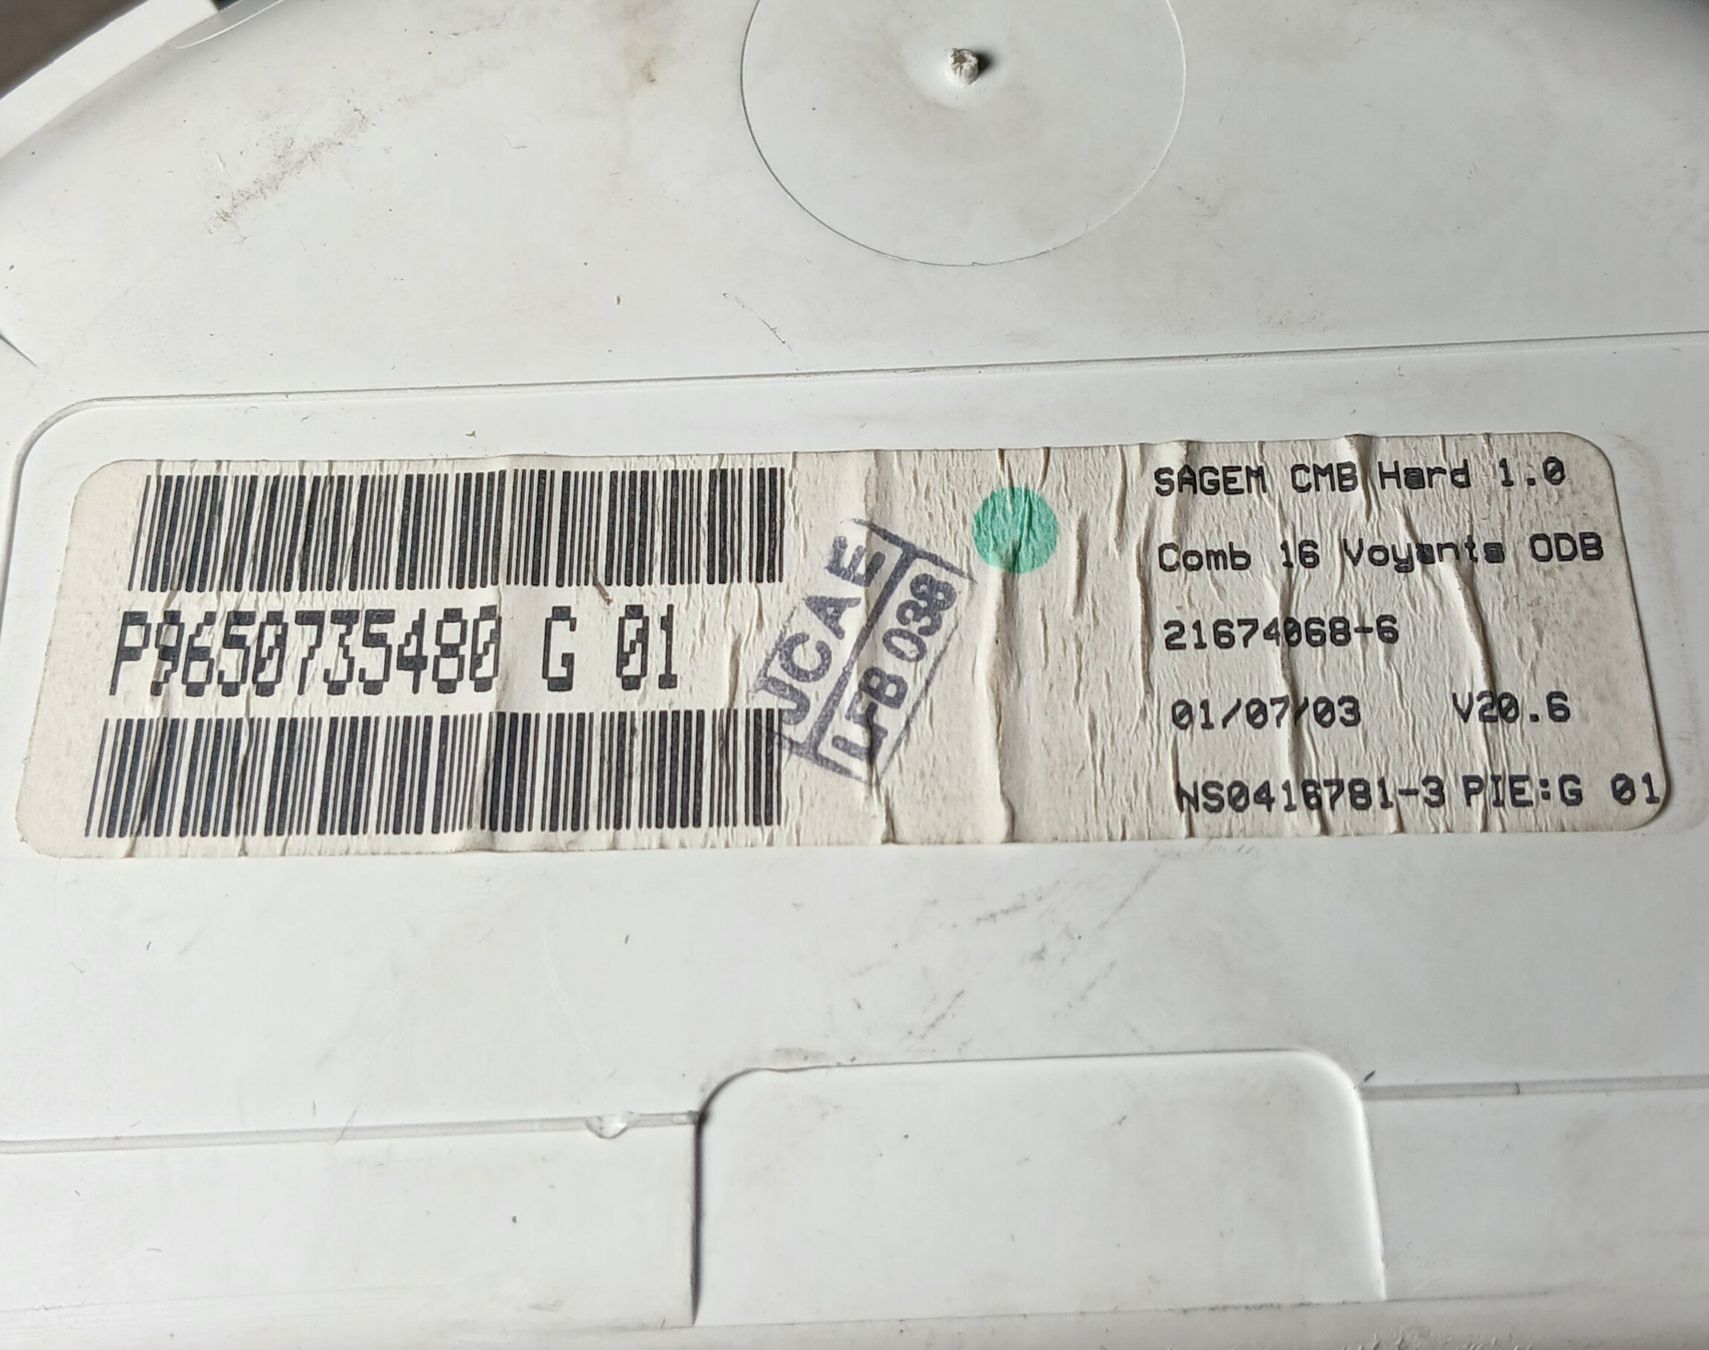 P9650735480 G 01
UCAE
LFB 038
SAGEM CMB Hard 1.0
Comb 16 Voyants ODB
21674068-6
01/07/03 V20.6
NS0416781-3 PIE:G 01